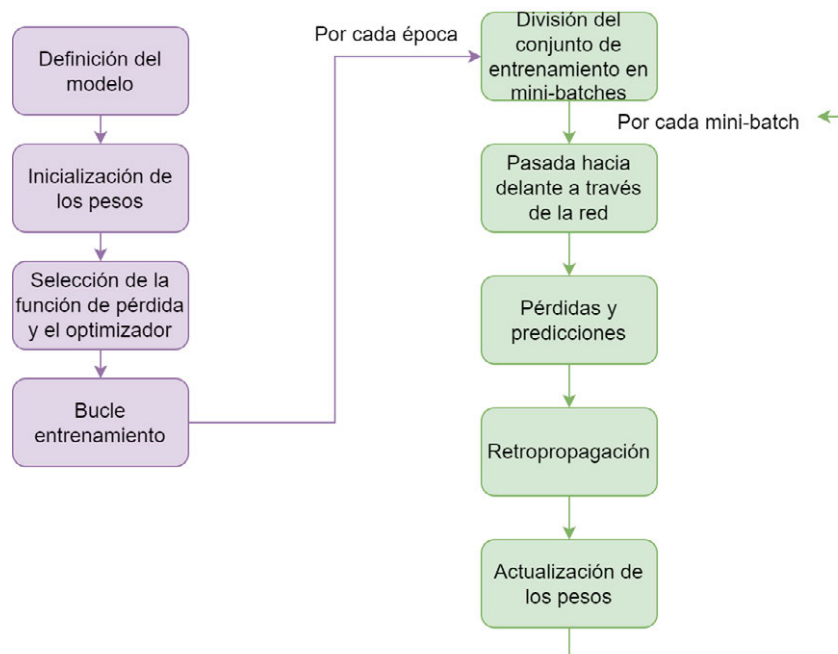 Definición del
modelo
Inicialización de
los pesos
Selección de la
función de pérdida
y el optimizador
Bucle
entrenamiento
Por cada época
División del
conjunto de
entrenamiento en
mini-batches
Por cada mini-batch
Pasada hacia
delante a través
de la red
Pérdidas y
predicciones
Retropropagación
Actualización de
los pesos